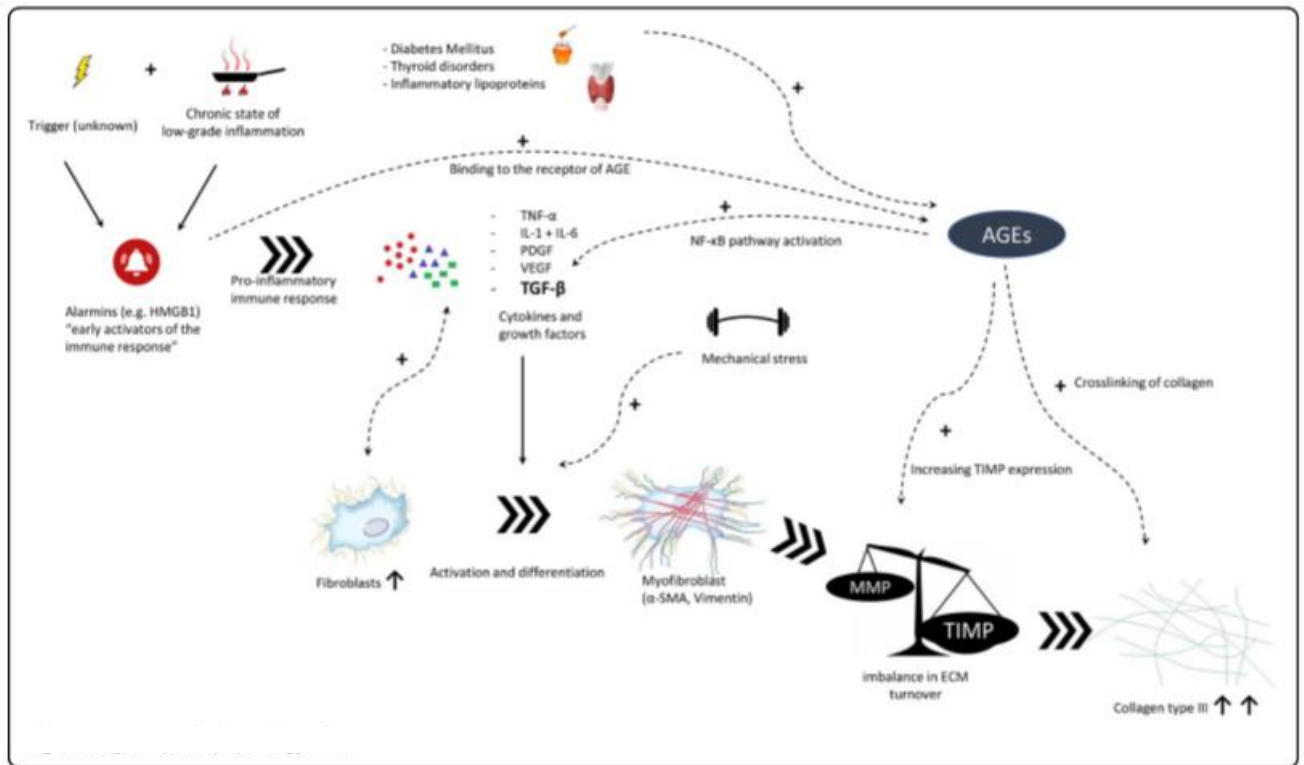 +
Trigger (unknown)
Chronic state of
low-grade inflammation
- Diabetes Mellitus
- Thyroid disorders
- Inflammatory lipoproteins
+
+
Binding to the receptor of AGE
Alarmins (e.g. HMGB1)
"early activators of the
immune response"
Pro-inflammatory
immune response
- TNF-α
- IL-1 + IL-6
- PDGF
- VEGF
- TGF-β
Cytokines and
growth factors
+
NF-κB pathway activation
AGEs
Mechanical stress
+
+
+ Crosslinking of collagen
+
Increasing TIMP expression
Fibroblasts ↑
Activation and differentiation
Myofibroblast
(α-SMA, Vimentin)
MMP
TIMP
imbalance in ECM
turnover
Collagen type III ↑ ↑